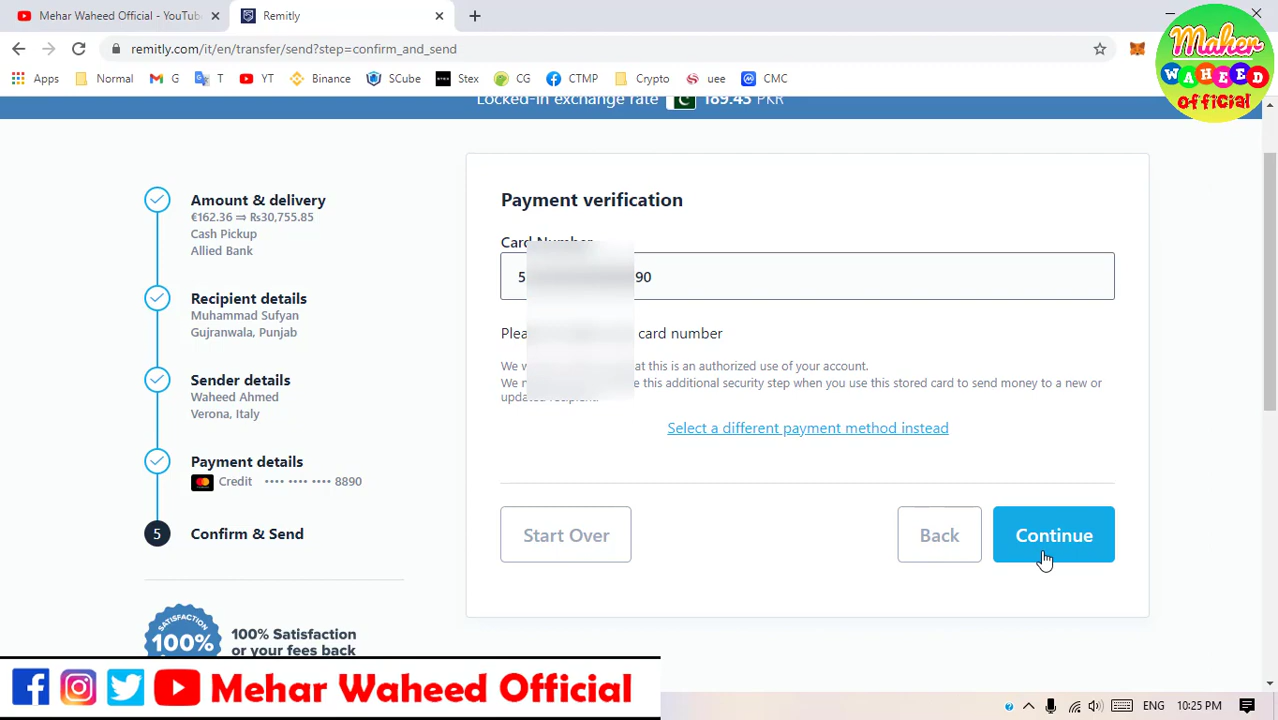 Mehar Waheed Official - YouTub
Remitly
remitly.com/it/en/transfer/send?step=confirm_and_send
Apps
Normal
G
T
YT
Binance
SCube
Stex
CG
CTMP
Crypto
uee
CMC
Maher
WAHEED
official
Locked-in exchange rate 189.43 PKR
Amount & delivery
€162.36 ⇒ Rs30,755.85
Cash Pickup
Allied Bank
Recipient details
Muhammad Sufyan
Gujranwala, Punjab
Sender details
Waheed Ahmed
Verona, Italy
Payment details
Credit •••• •••• •••• 8890
5 Confirm & Send
SATISFACTION
100%
100% Satisfaction
or your fees back
Payment verification
Card Number
5 90
card number
at this is an authorized use of your account.
this additional security step when you use this stored card to send money to a new or
updated recipient.
Select a different payment method instead
Start Over
Back
Continue
Mehar Waheed Official
ENG
10:25 PM